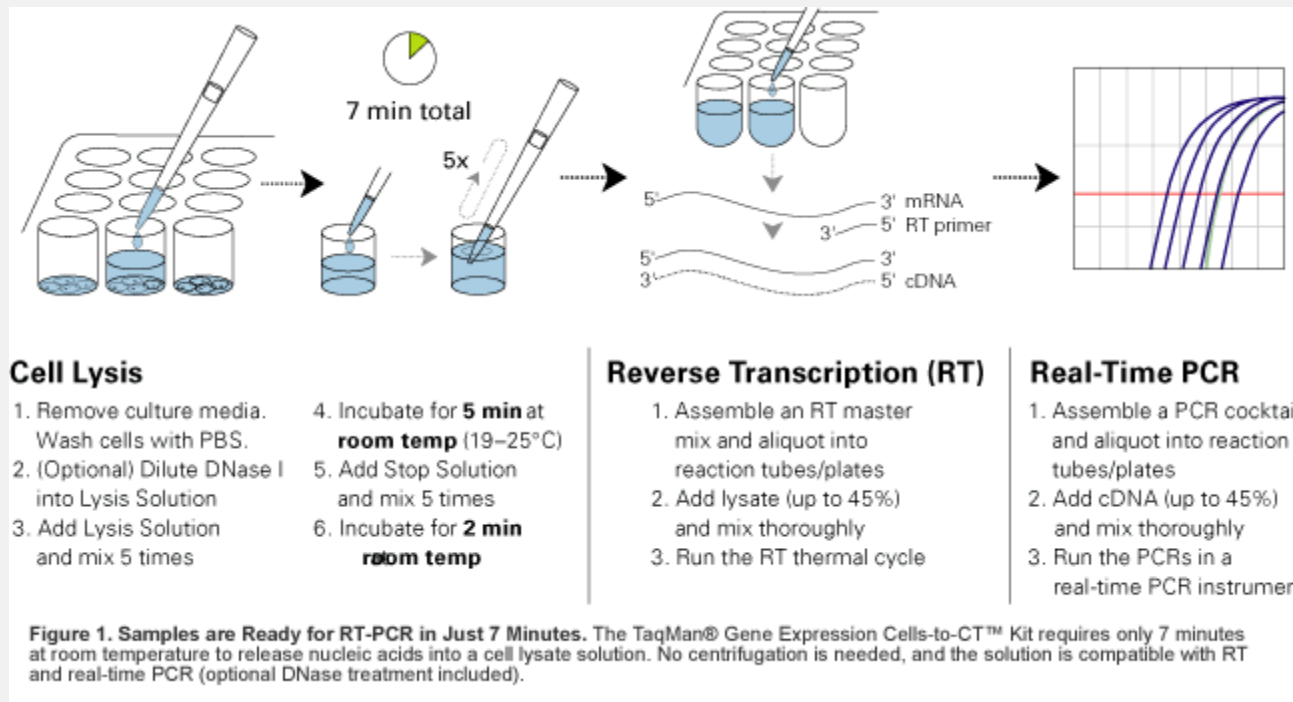 7 min total
5x
5' 3' mRNA
3' 5' RT primer
5' 3'
3' 5' cDNA
Cell Lysis
1. Remove culture media.
Wash cells with PBS.
2. (Optional) Dilute DNase I
into Lysis Solution
3. Add Lysis Solution
and mix 5 times
4. Incubate for 5 min at
room temp (19–25°C)
5. Add Stop Solution
and mix 5 times
6. Incubate for 2 min
room temp
Reverse Transcription (RT)
1. Assemble an RT master
mix and aliquot into
reaction tubes/plates
2. Add lysate (up to 45%)
and mix thoroughly
3. Run the RT thermal cycle
Real-Time PCR
1. Assemble a PCR cocktai
and aliquot into reaction
tubes/plates
2. Add cDNA (up to 45%)
and mix thoroughly
3. Run the PCRs in a
real-time PCR instrumer
Figure 1. Samples are Ready for RT-PCR in Just 7 Minutes. The TaqMan® Gene Expression Cells-to-CT™ Kit requires only 7 minutes
at room temperature to release nucleic acids into a cell lysate solution. No centrifugation is needed, and the solution is compatible with RT
and real-time PCR (optional DNase treatment included).